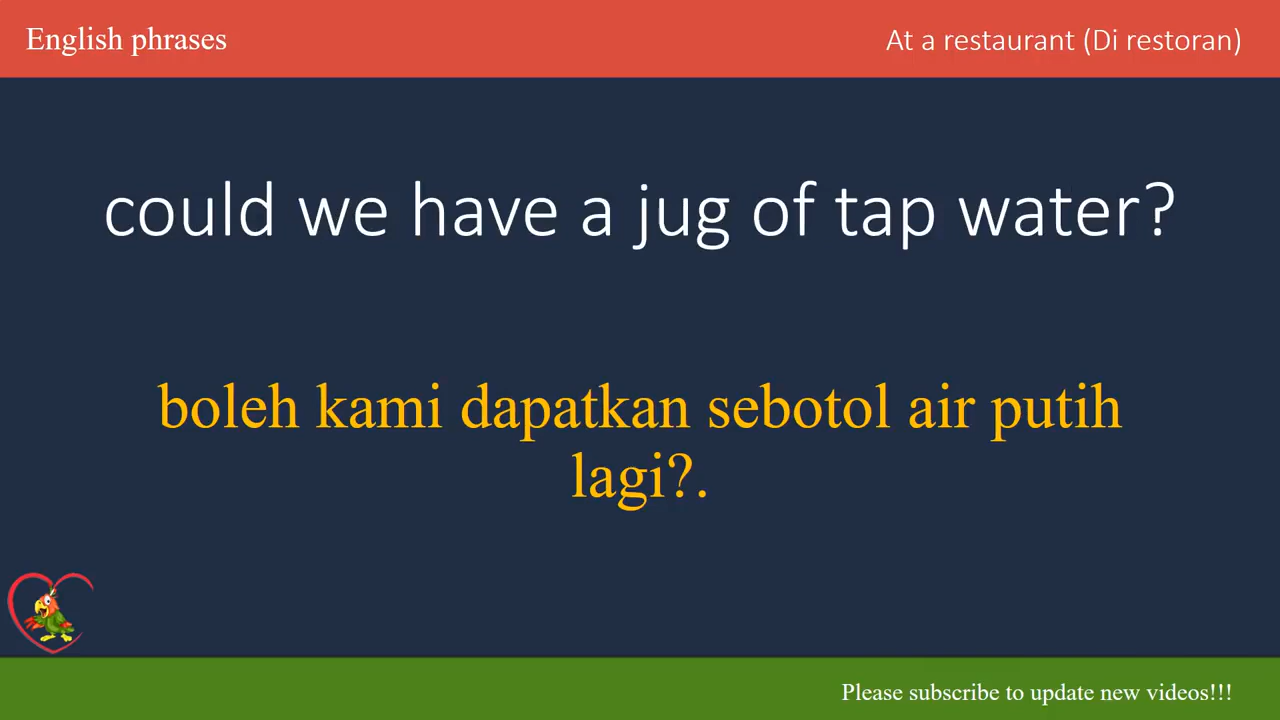 English phrases
At a restaurant (Di restoran)
could we have a jug of tap water?
boleh kami dapatkan sebotol air putih
lagi?.
Please subscribe to update new videos!!!